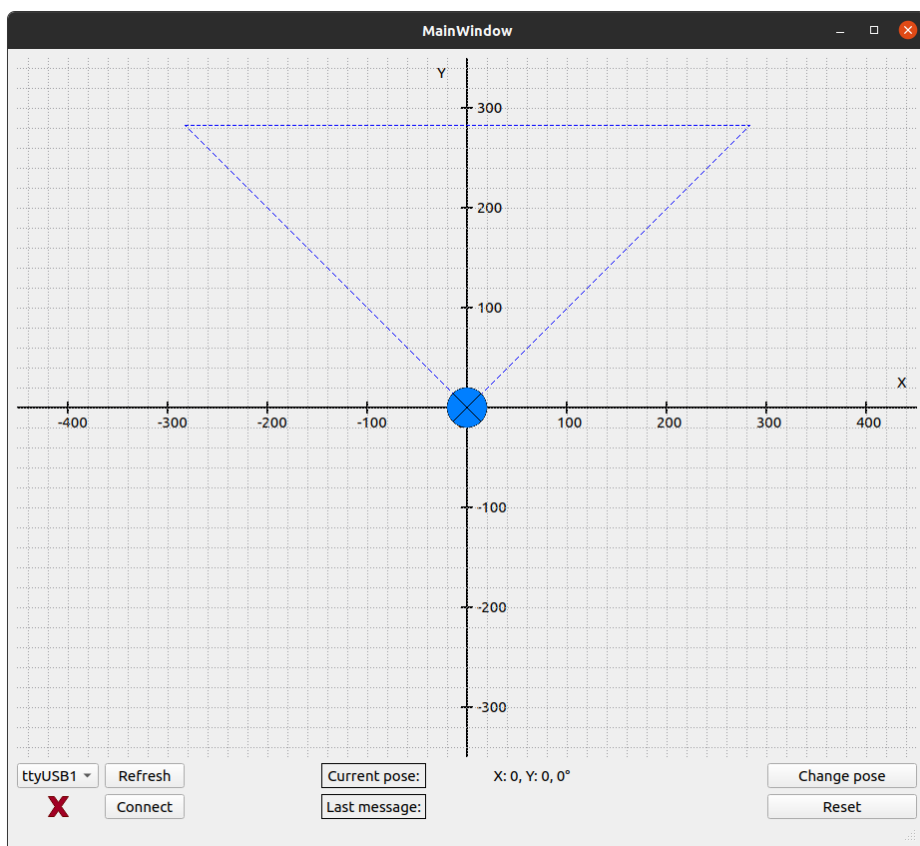 MainWindow
Y
300
200
100
X
-400 -300 -200 -100 100 200 300 400
-100
-200
-300
ttyUSB1 Refresh Current pose: X: 0, Y: 0, 0° Change pose
X Connect Last message: Reset